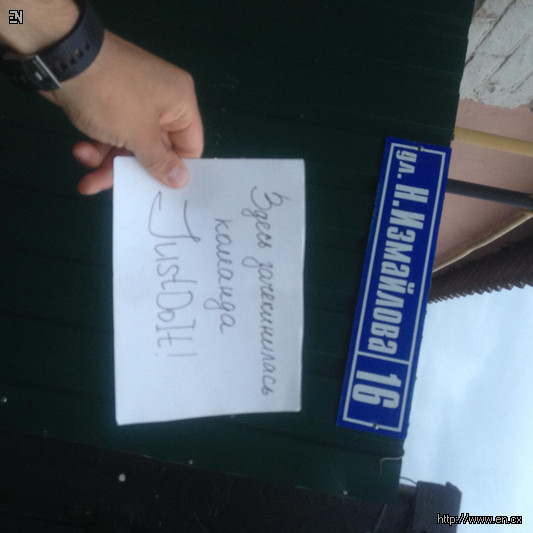 EN
ул. Н.Измайлова 16
Здесь зачекинилась
команда
JustDoIt!
http://www.en.cx